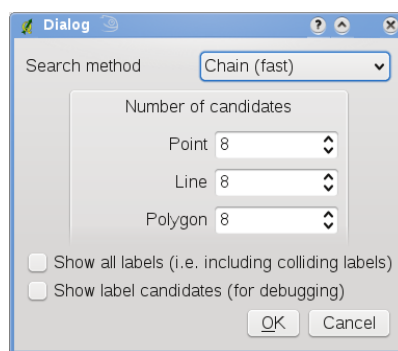 Dialog
Search method Chain (fast)
Number of candidates
Point 8
Line 8
Polygon 8
Show all labels (i.e. including colliding labels)
Show label candidates (for debugging)
OK Cancel